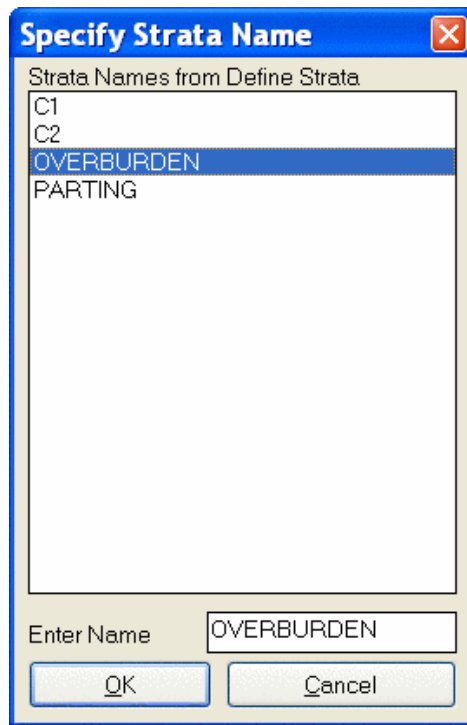 Specify Strata Name
Strata Names from Define Strata
C1
C2
OVERBURDEN
PARTING
Enter Name OVERBURDEN
OK Cancel